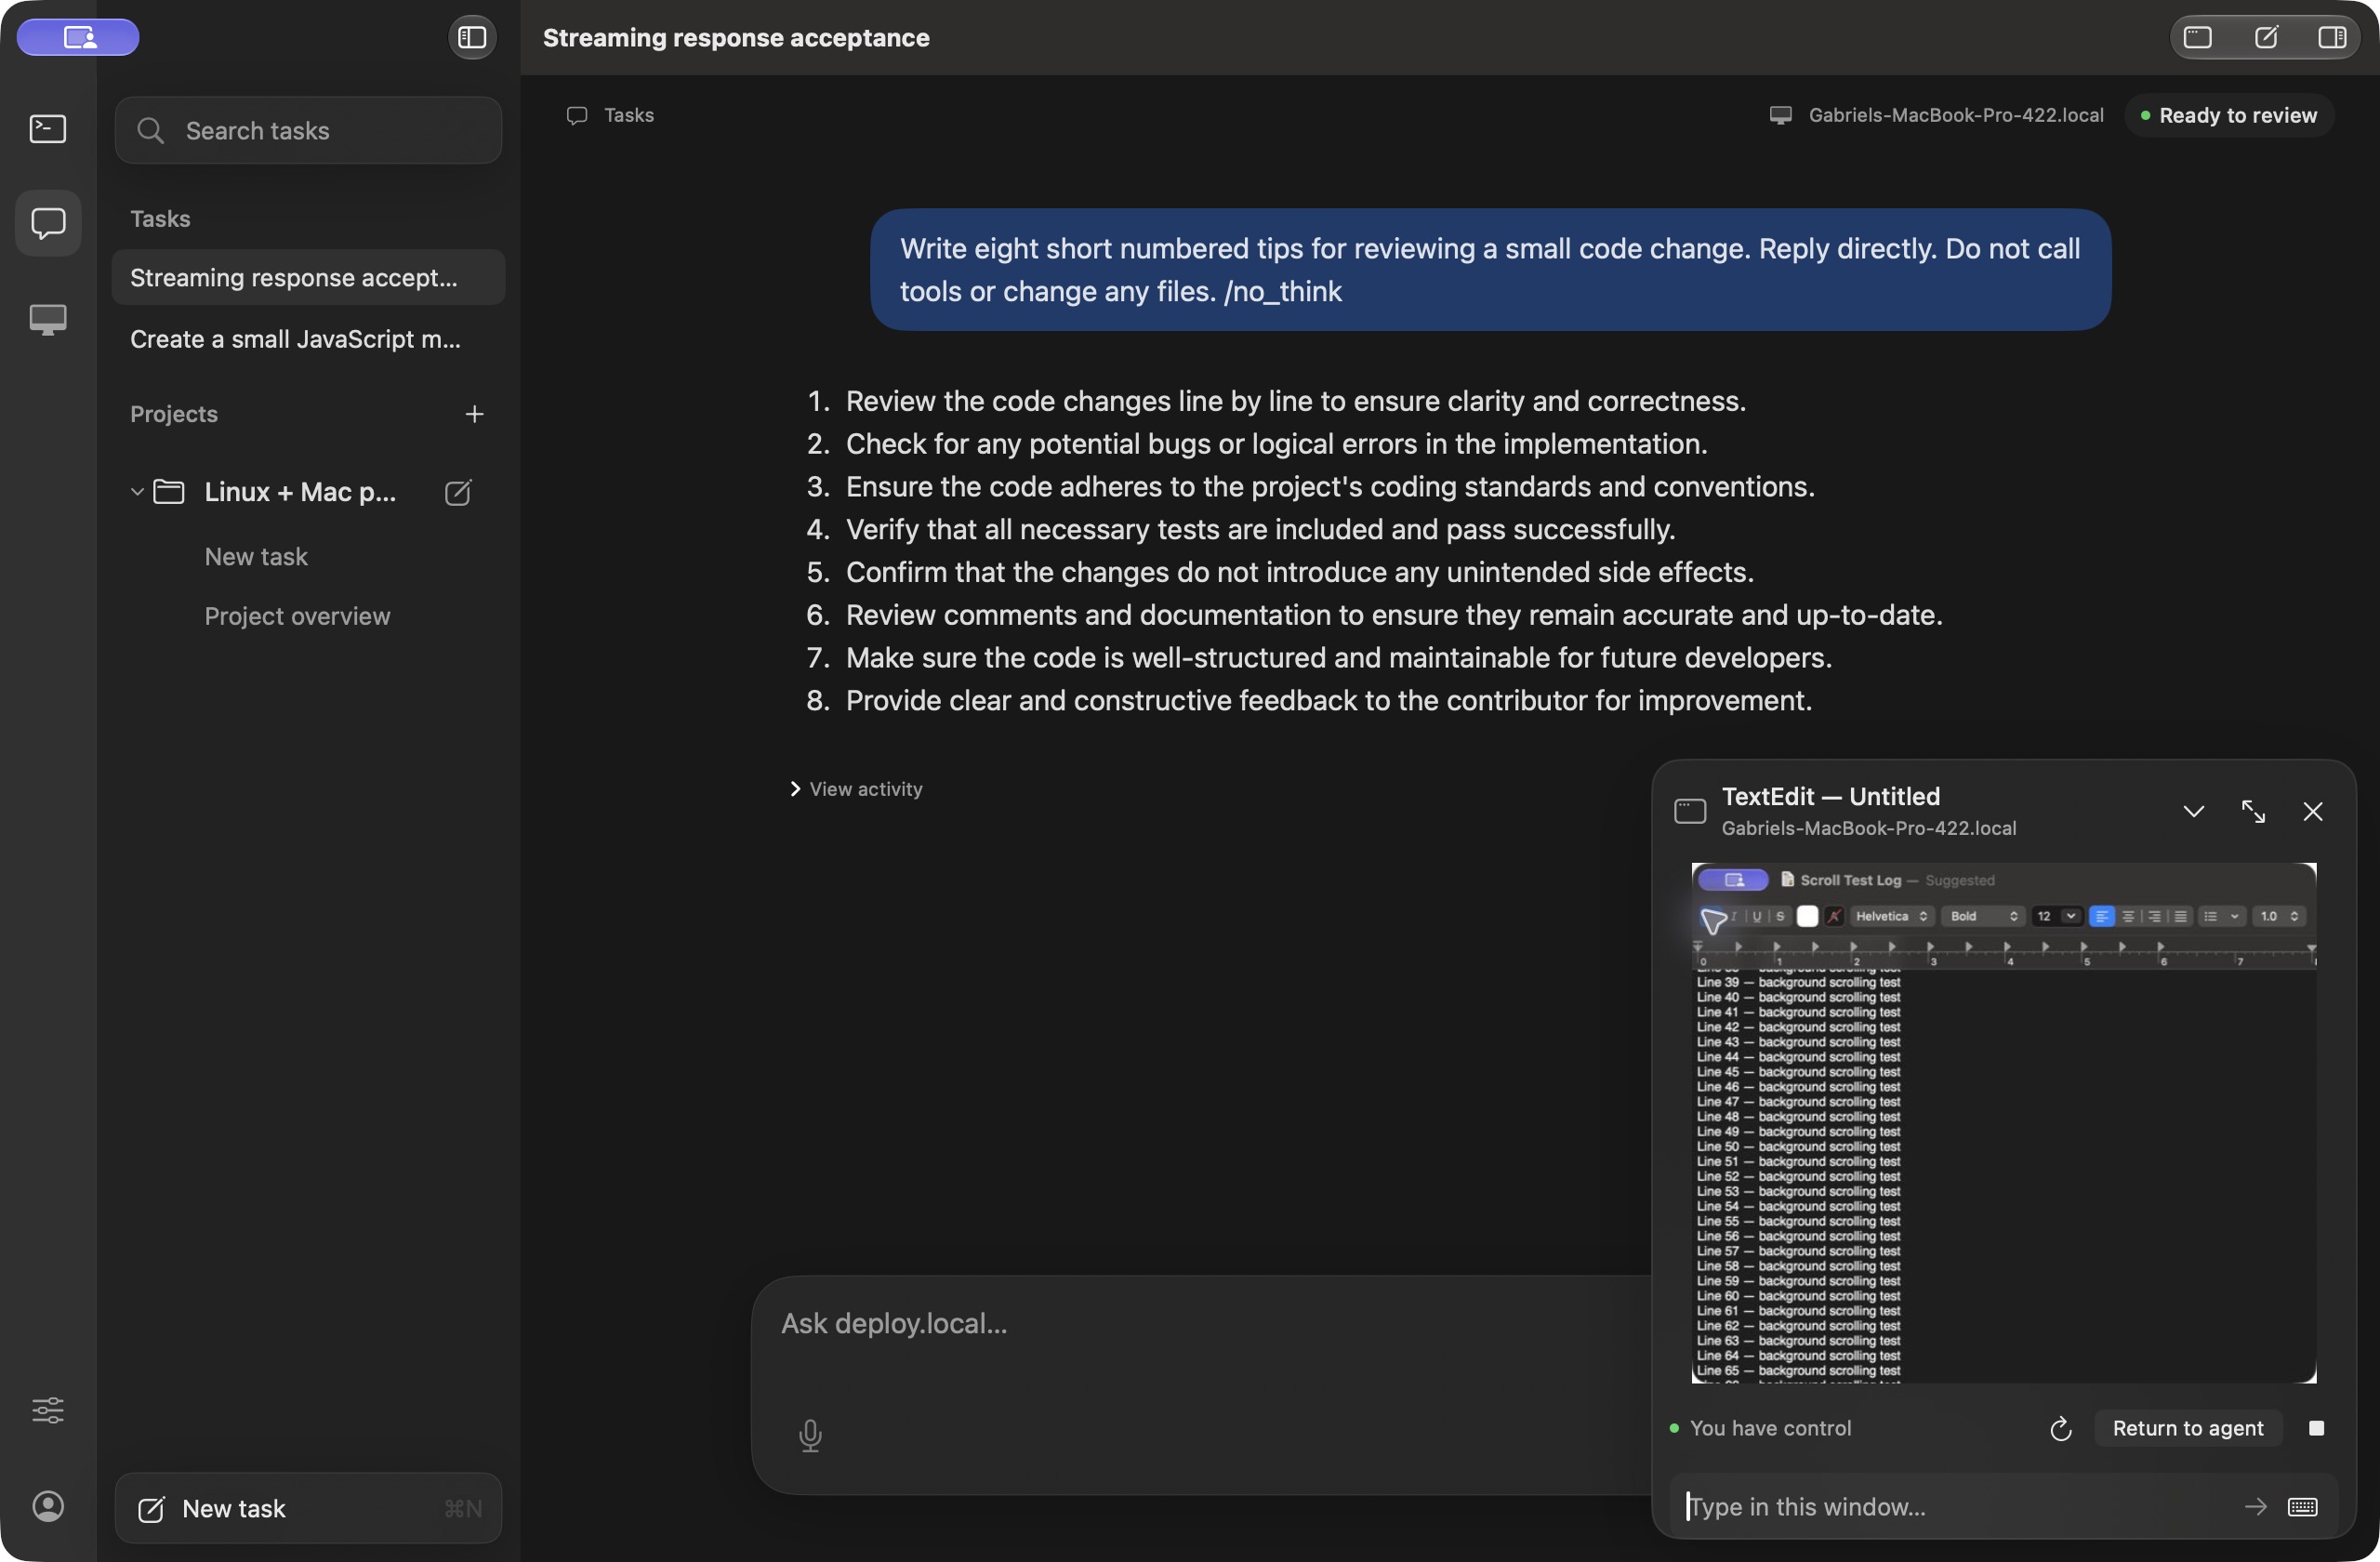 Streaming response acceptance
Search tasks
Tasks
Streaming response accept...
Create a small JavaScript m...
Projects
Linux + Mac p...
New task
Project overview
New task ⌘N
Tasks
Gabriels-MacBook-Pro-422.local
Ready to review
Write eight short numbered tips for reviewing a small code change. Reply directly. Do not call
tools or change any files. /no_think
1. Review the code changes line by line to ensure clarity and correctness.
2. Check for any potential bugs or logical errors in the implementation.
3. Ensure the code adheres to the project's coding standards and conventions.
4. Verify that all necessary tests are included and pass successfully.
5. Confirm that the changes do not introduce any unintended side effects.
6. Review comments and documentation to ensure they remain accurate and up-to-date.
7. Make sure the code is well-structured and maintainable for future developers.
8. Provide clear and constructive feedback to the contributor for improvement.
View activity
Ask deploy.local...
TextEdit — Untitled
Gabriels-MacBook-Pro-422.local
Scroll Test Log — Suggested
I U S Helvetica Bold 12 1.0
0 1 2 3 4 5 6 7
Line 39 — background scrolling test
Line 40 — background scrolling test
Line 41 — background scrolling test
Line 42 — background scrolling test
Line 43 — background scrolling test
Line 44 — background scrolling test
Line 45 — background scrolling test
Line 46 — background scrolling test
Line 47 — background scrolling test
Line 48 — background scrolling test
Line 49 — background scrolling test
Line 50 — background scrolling test
Line 51 — background scrolling test
Line 52 — background scrolling test
Line 53 — background scrolling test
Line 54 — background scrolling test
Line 55 — background scrolling test
Line 56 — background scrolling test
Line 57 — background scrolling test
Line 58 — background scrolling test
Line 59 — background scrolling test
Line 60 — background scrolling test
Line 61 — background scrolling test
Line 62 — background scrolling test
Line 63 — background scrolling test
Line 64 — background scrolling test
Line 65 — background scrolling test
You have control
Return to agent
Type in this window...